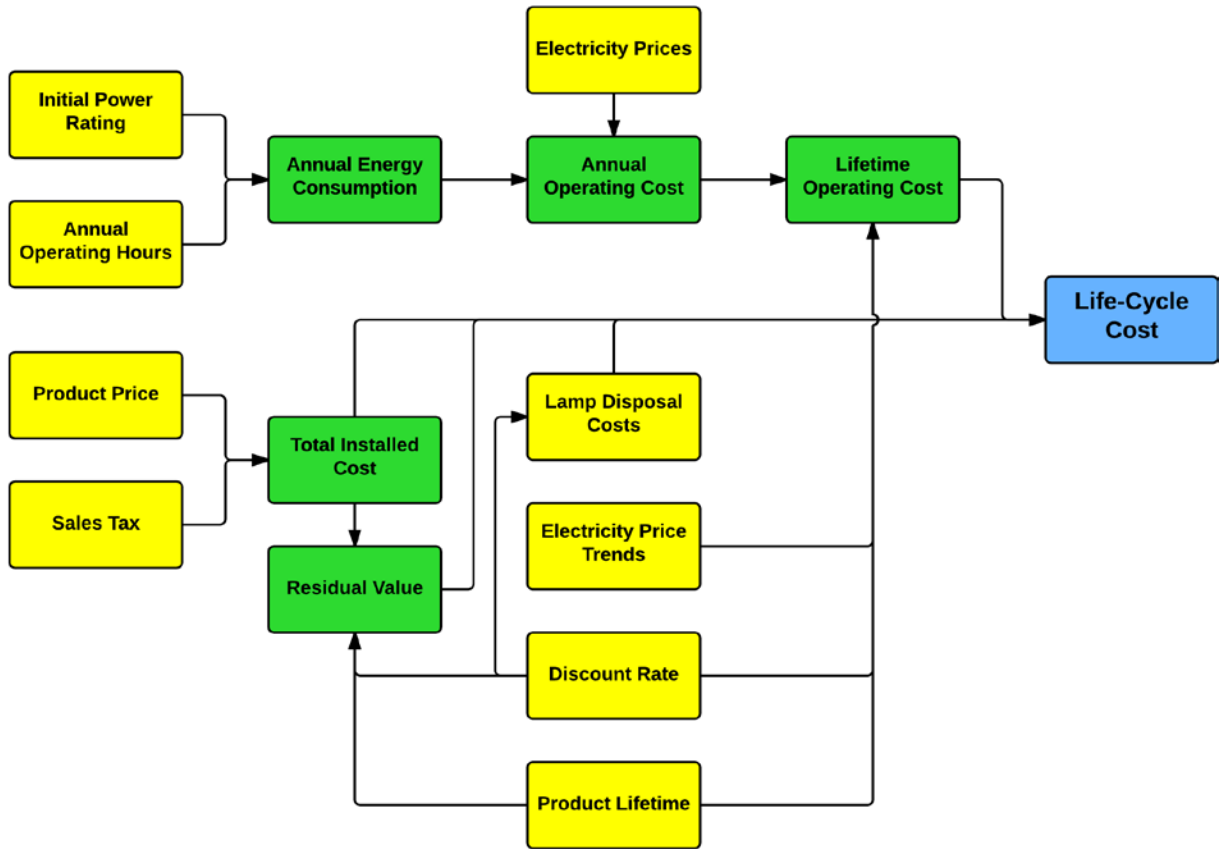 Electricity Prices
Initial Power
Rating
Annual Energy
Consumption
Annual
Operating Cost
Lifetime
Operating Cost
Annual
Operating Hours
Life-Cycle
Cost
Product Price
Lamp Disposal
Costs
Total Installed
Cost
Sales Tax
Electricity Price
Trends
Residual Value
Discount Rate
Product Lifetime